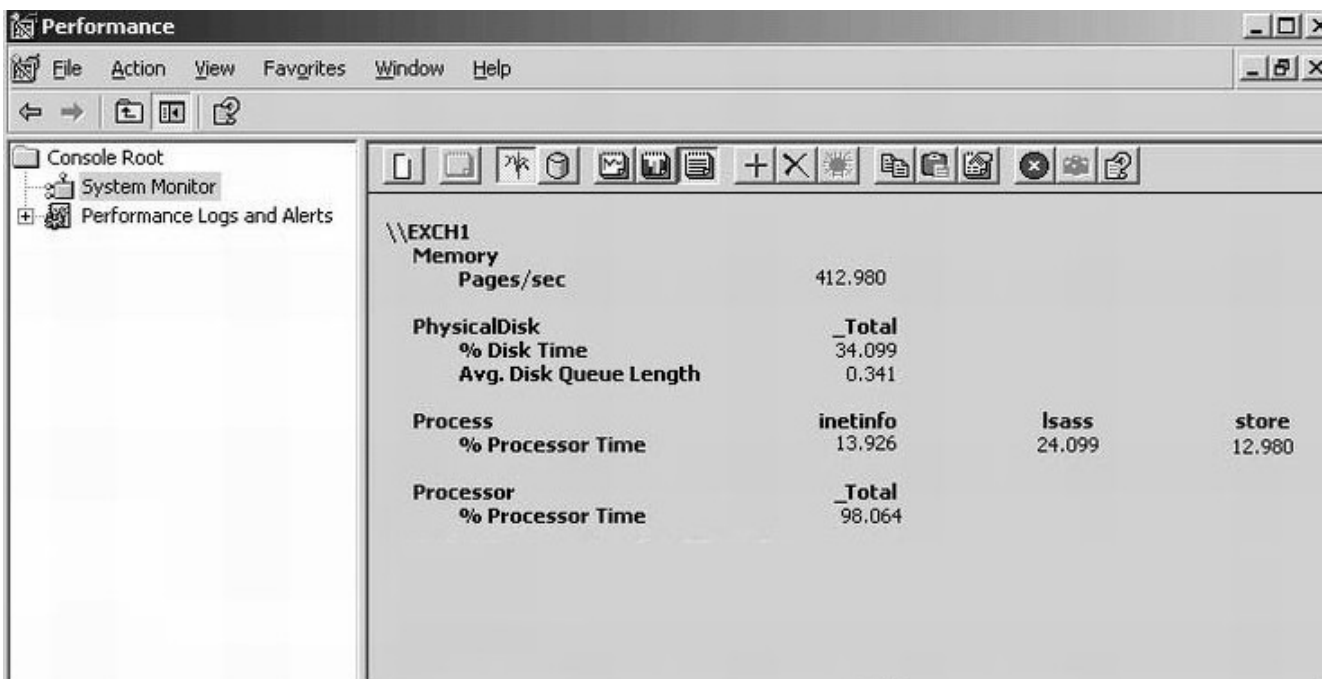 Performance
File Action View Favorites Window Help
Console Root
System Monitor
Performance Logs and Alerts
\\EXCH1
Memory
Pages/sec 412.980
PhysicalDisk _Total
% Disk Time 34.099
Avg. Disk Queue Length 0.341
Process inetinfo lsass store
% Processor Time 13.926 24.099 12.980
Processor _Total
% Processor Time 98.064